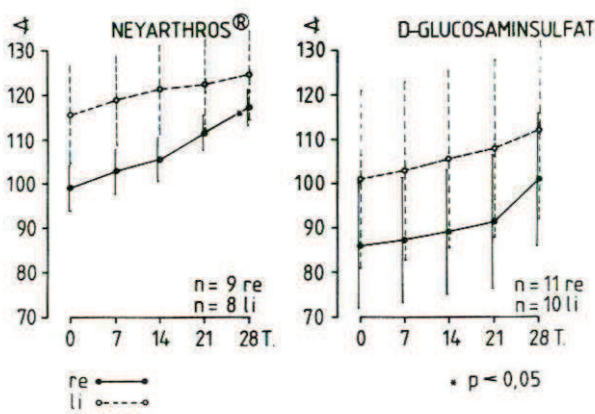 ∢ NEYARTHROS®
130
120
110
100
90
80
70
n = 9 re
n = 8 li
0 7 14 21 28 T.
∢ D-GLUCOSAMINSULFAT
130
120
110
100
90
80
70
n = 11 re
n = 10 li
0 7 14 21 28 T.
re
li
* p < 0,05